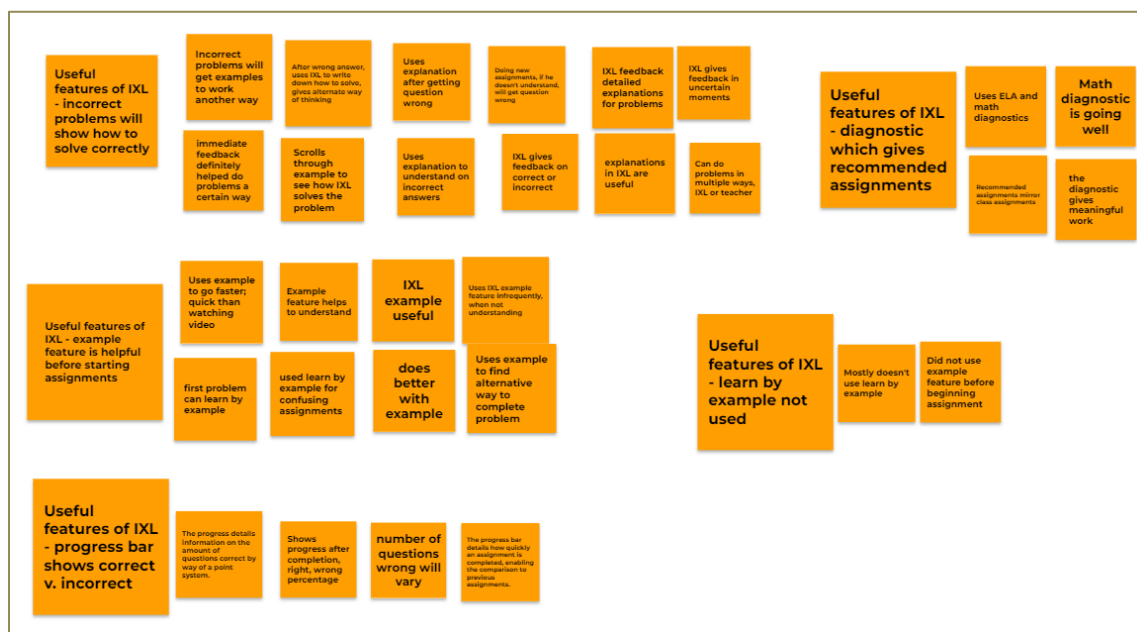 Useful
features of IXL
- incorrect
problems will
show how to
solve correctly
Incorrect
problems will
get examples
to work
another way
After wrong answer,
uses IXL to write
down how to solve,
gives alternate way of
thinking
Uses
explanation
after getting
question
wrong
Doing new
assignments, if he
doesn't understand,
will get question
wrong
IXL feedback
detailed
explanations
for problems
IXL gives
feedback in
uncertain
moments
immediate
feedback
definitely
helped do
problems a
certain way
Scrolls
through
example to
see how IXL
solves the
problem
Uses
explanation to
understand on
incorrect
answers
IXL gives
feedback on
correct or
incorrect
explanations
in IXL are
useful
Can do
problems in
multiple ways,
IXL or teacher
Useful
features of IXL
- diagnostic
which gives
recommended
assignments
Uses ELA and
math
diagnostics
Math
diagnostic
is going
well
Recommended
assignments mirror
class assignments
the
diagnostic
gives
meaningful
work
Useful features of
IXL - example
feature is helpful
before starting
assignments
Uses example
to go faster;
quick than
watching
video
Example
feature helps
to understand
IXL
example
useful
Uses IXL example
feature infrequently,
when not
understanding
first problem
can learn by
example
used learn by
example for
confusing
assignments
does
better
with
example
Uses example
to find
alternative
way to
complete
problem
Useful
features of IXL
- learn by
example not
used
Mostly doesn't
use learn by
example
Did not use
example
feature before
beginning
assignment
Useful
features of IXL
- progress bar
shows correct
v. incorrect
The progress details
information on the
amount of
questions correct by
way of a point
system.
Shows
progress after
completion,
right, wrong
percentage
number of
questions
wrong will
vary
The progress bar
details how quickly
an assignment is
completed, enabling
the comparison to
previous
assignments.